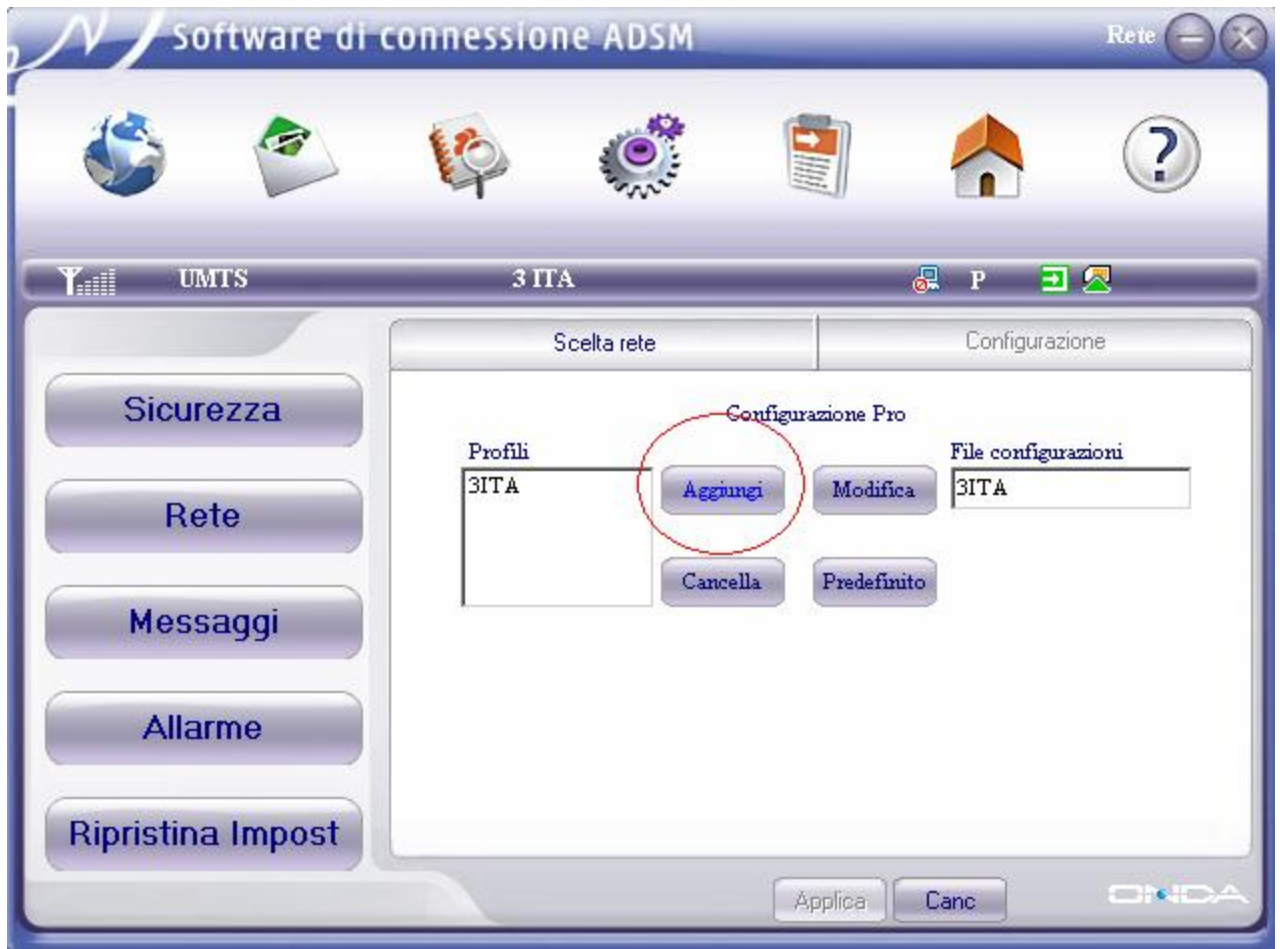 Software di connessione ADSM
Rete
?
UMTS
3 ITA
P
Scelta rete
Configurazione
Sicurezza
Rete
Messaggi
Allarme
Ripristina Impost
Configurazione Pro
Profili
File configurazioni
3ITA
Aggiungi
Modifica
3ITA
Cancella
Predefinito
Applica
Canc
ONDA